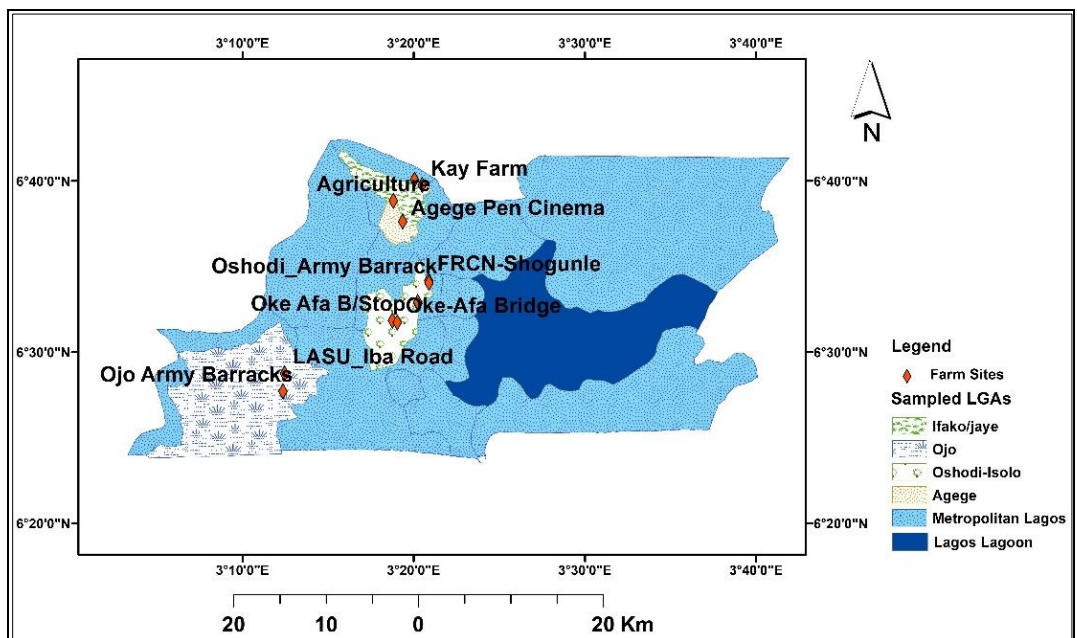 3°10'0"E 3°20'0"E 3°30'0"E 3°40'0"E
N
6°40'0"N 6°40'0"N
Kay Farm
Agriculture
Agege Pen Cinema
Oshodi_Army Barrack FRCN-Shogunle
Oke Afa B/Stop Oke-Afa Bridge
6°30'0"N 6°30'0"N
LASU_Iba Road
Ojo Army Barracks
6°20'0"N 6°20'0"N
3°10'0"E 3°20'0"E 3°30'0"E 3°40'0"E
20 10 0 20 Km
Legend
Farm Sites
Sampled LGAs
Ifako/jaye
Ojo
Oshodi-Isolo
Agege
Metropolitan Lagos
Lagos Lagoon